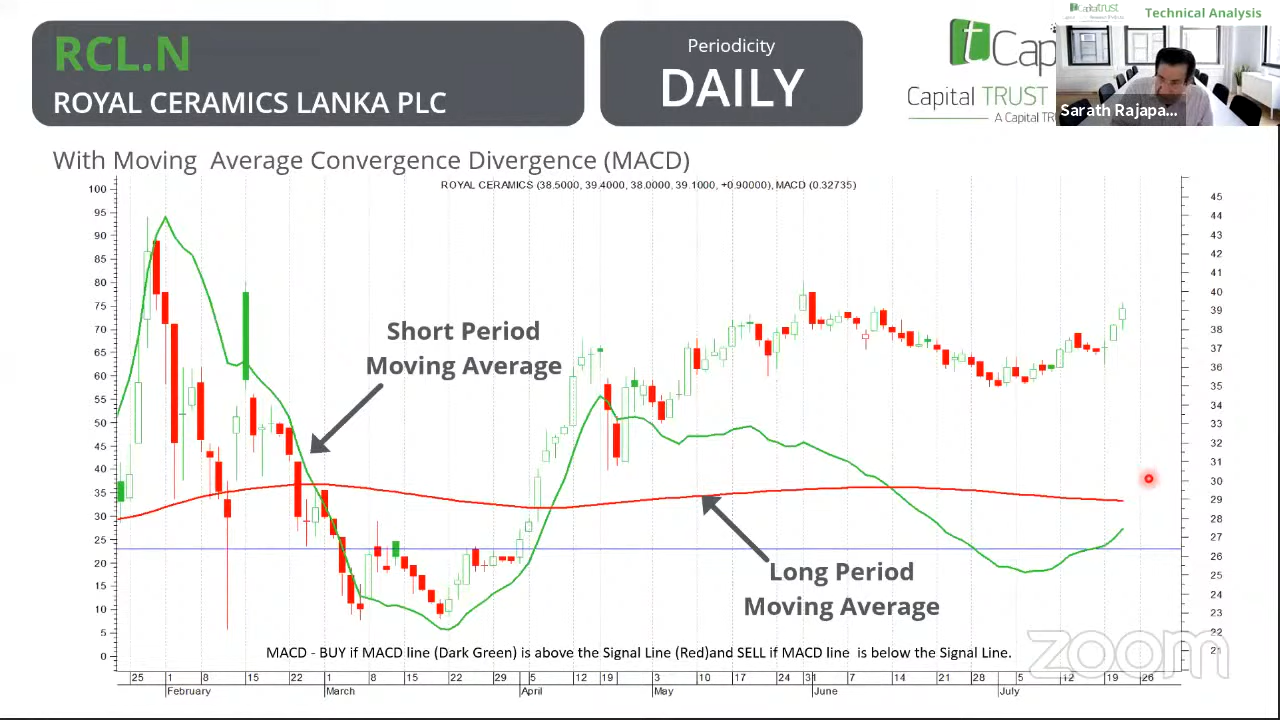 RCL.N
ROYAL CERAMICS LANKA PLC
Periodicity
DAILY
t Cap
Capital TRUST
A Capital TR
CapitalTRUST
Technical Analysis
Sarath Rajapa...
With Moving Average Convergence Divergence (MACD)
ROYAL CERAMICS (38.5000, 39.4000, 38.0000, 39.1000, +0.90000), MACD (0.32735)
100
95
90
85
80
75
70
65
60
55
50
45
40
35
30
25
20
15
10
5
0
45
44
43
42
41
40
39
38
37
36
35
34
33
32
31
30
29
28
27
26
25
24
23
22
21
Short Period
Moving Average
Long Period
Moving Average
MACD - BUY if MACD line (Dark Green) is above the Signal Line (Red)and SELL if MACD line is below the Signal Line.
zoom
25 1 8 15 22 1 8 15 22 29 5 12 19 3 10 17 24 31 7 14 21 28 5 12 19 26
February March April May June July